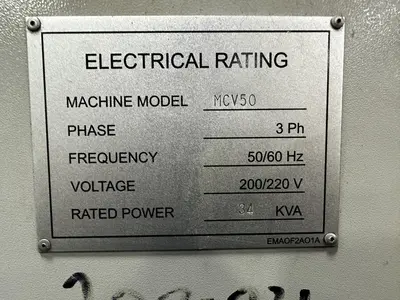 ELECTRICAL RATING
MACHINE MODEL MCV50
PHASE 3 Ph
FREQUENCY 50/60 Hz
VOLTAGE 200/220 V
RATED POWER 34 KVA
EMAOF2AO1A